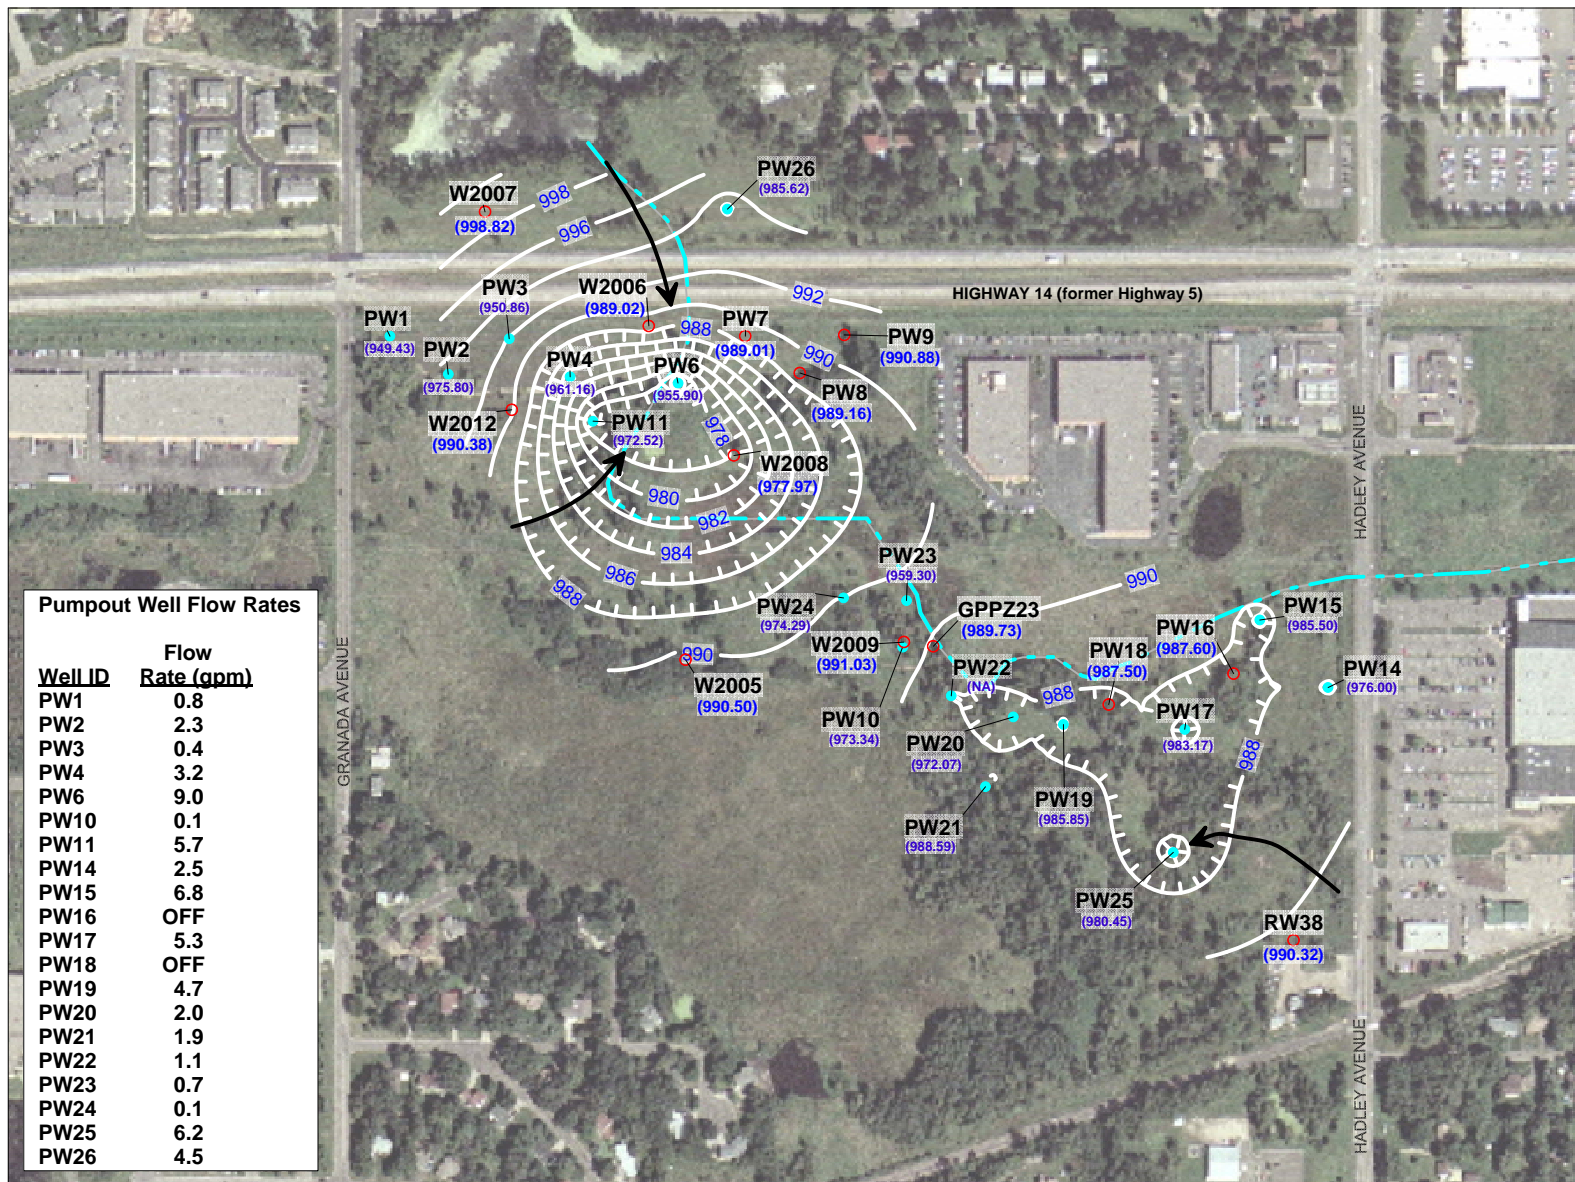 PW26
(985.62)
W2007
(998.82)
998
996
PW3
(950.86)
W2006
(989.02)
992
HIGHWAY 14 (former Highway 5)
PW1
(949.43)
988
PW7
(989.01)
PW9
(990.88)
990
PW2
(975.80)
PW4
(961.16)
PW6
(955.90)
PW8
(989.16)
W2012
(990.38)
PW11
(972.52)
978
W2008
(977.97)
980
982
984
986
988
HADLEY AVENUE
PW23
(959.30)
990
PW24
(974.29)
GPPZ23
(989.73)
PW15
(985.50)
W2009
(991.03)
PW16
(987.60)
PW18
(987.50)
PW14
(976.00)
990
W2005
(990.50)
PW22
(NA)
988
PW10
(973.34)
PW17
(983.17)
PW20
(972.07)
988
GRANADA AVENUE
PW19
(985.85)
PW21
(988.59)
PW25
(980.45)
RW38
(990.32)
HADLEY AVENUE
Pumpout Well Flow Rates
Flow
Well ID Rate (gpm)
PW1 0.8
PW2 2.3
PW3 0.4
PW4 3.2
PW6 9.0
PW10 0.1
PW11 5.7
PW14 2.5
PW15 6.8
PW16 OFF
PW17 5.3
PW18 OFF
PW19 4.7
PW20 2.0
PW21 1.9
PW22 1.1
PW23 0.7
PW24 0.1
PW25 6.2
PW26 4.5